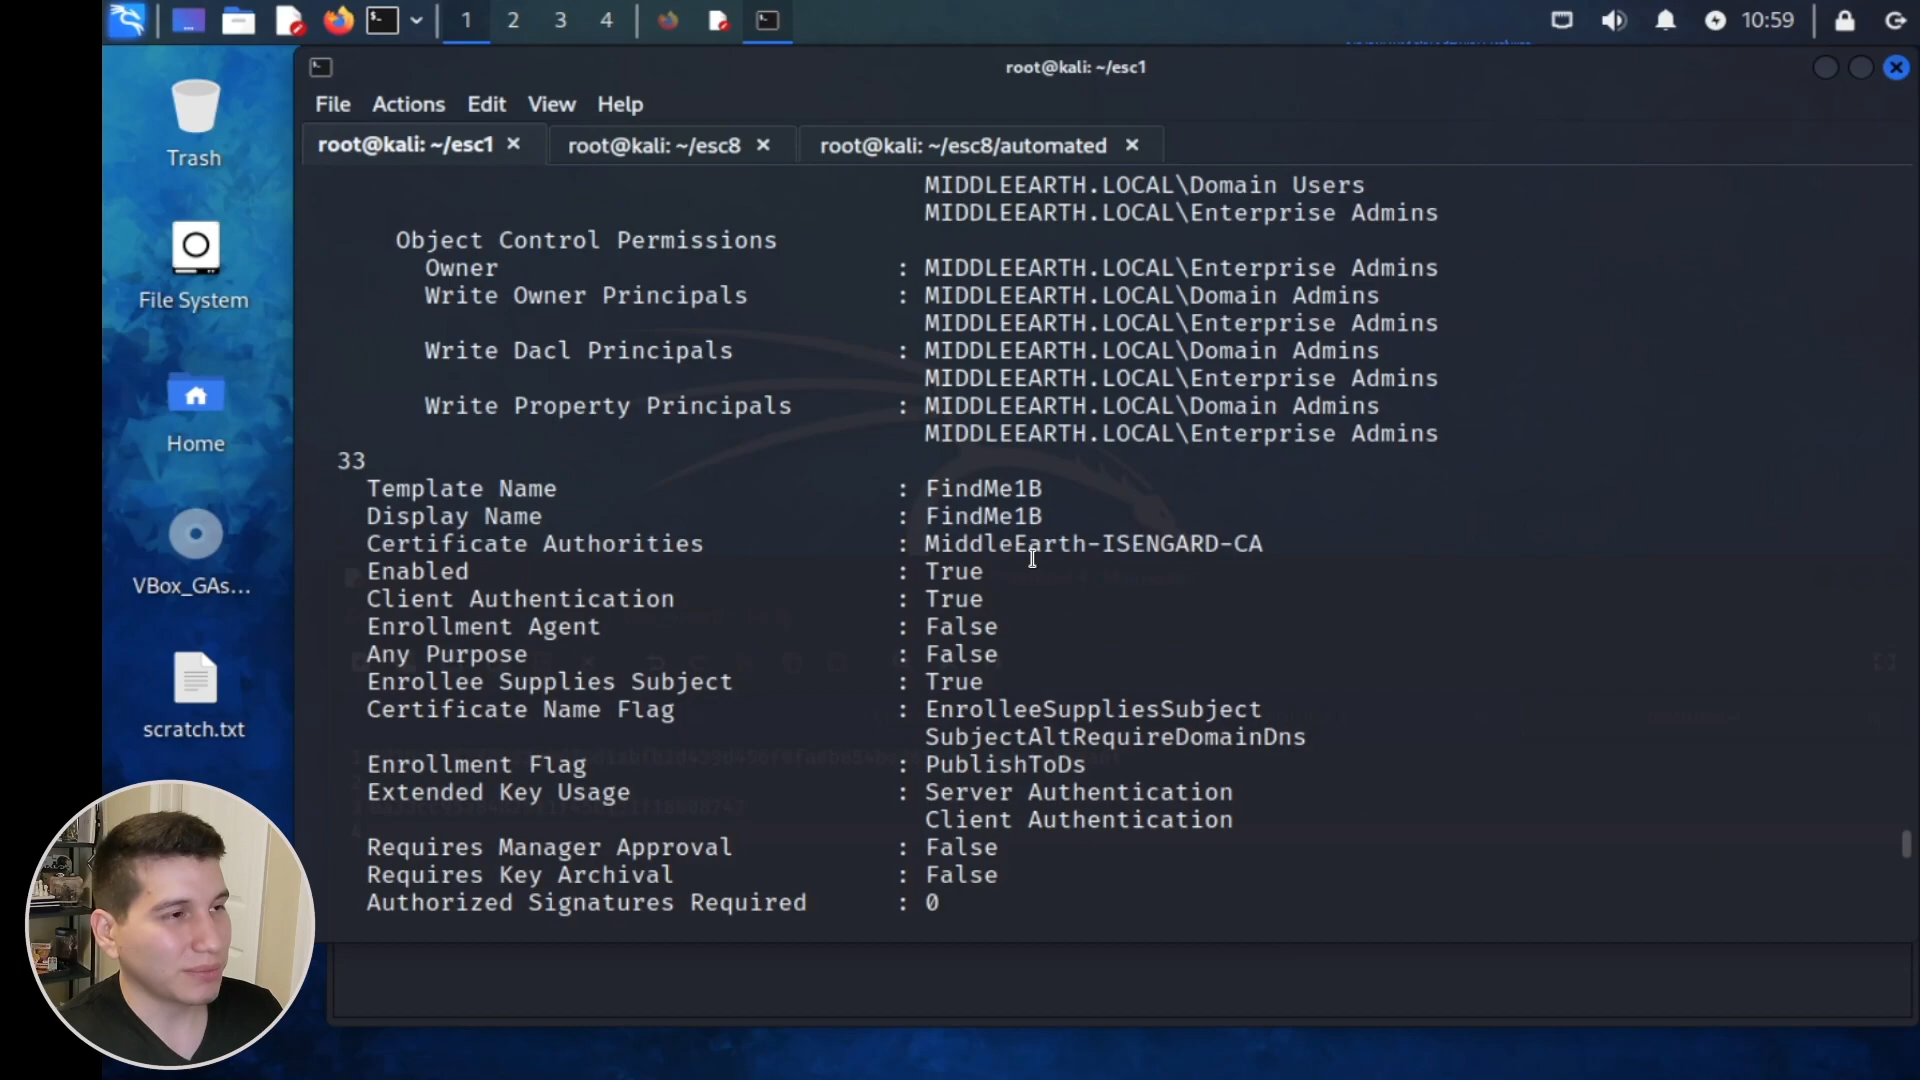 1 2 3 4
10:59
root@kali: ~/esc1
File Actions Edit View Help
root@kali: ~/esc1 × root@kali: ~/esc8 × root@kali: ~/esc8/automated ×
Trash
File System
Home
VBox_GAs...
scratch.txt
MIDDLEEARTH.LOCAL\Domain Users
MIDDLEEARTH.LOCAL\Enterprise Admins
Object Control Permissions
Owner : MIDDLEEARTH.LOCAL\Enterprise Admins
Write Owner Principals : MIDDLEEARTH.LOCAL\Domain Admins
MIDDLEEARTH.LOCAL\Enterprise Admins
Write Dacl Principals : MIDDLEEARTH.LOCAL\Domain Admins
MIDDLEEARTH.LOCAL\Enterprise Admins
Write Property Principals : MIDDLEEARTH.LOCAL\Domain Admins
MIDDLEEARTH.LOCAL\Enterprise Admins
33
Template Name : FindMe1B
Display Name : FindMe1B
Certificate Authorities : MiddleEarth-ISENGARD-CA
Enabled : True
Client Authentication : True
Enrollment Agent : False
Any Purpose : False
Enrollee Supplies Subject : True
Certificate Name Flag : EnrolleeSuppliesSubject
SubjectAltRequireDomainDns
Enrollment Flag : PublishToDs
Extended Key Usage : Server Authentication
Client Authentication
Requires Manager Approval : False
Requires Key Archival : False
Authorized Signatures Required : 0